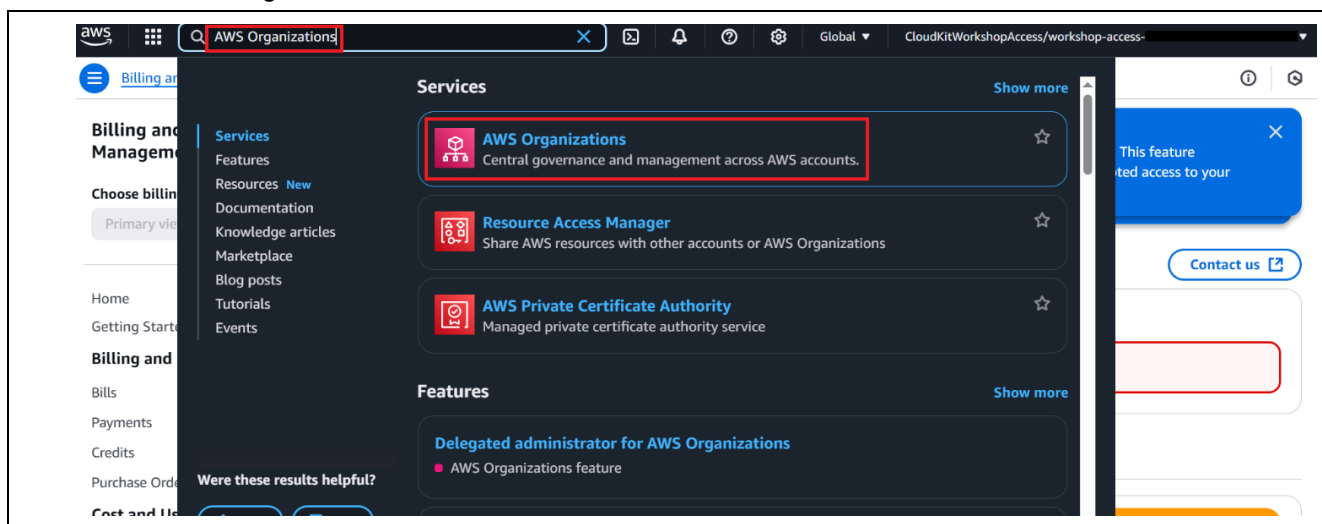 aws
AWS Organizations
Global
CloudKitWorkshopAccess/workshop-access-
Billing an
Billing and
Managem
Choose billin
Primary vie
Home
Getting Starte
Billing and
Bills
Payments
Credits
Purchase Orde
Cost and Us
Services
Features
Resources New
Documentation
Knowledge articles
Marketplace
Blog posts
Tutorials
Events
Were these results helpful?
Services
Show more
AWS Organizations
Central governance and management across AWS accounts.
Resource Access Manager
Share AWS resources with other accounts or AWS Organizations
AWS Private Certificate Authority
Managed private certificate authority service
Features
Show more
Delegated administrator for AWS Organizations
AWS Organizations feature
This feature
ted access to your
Contact us